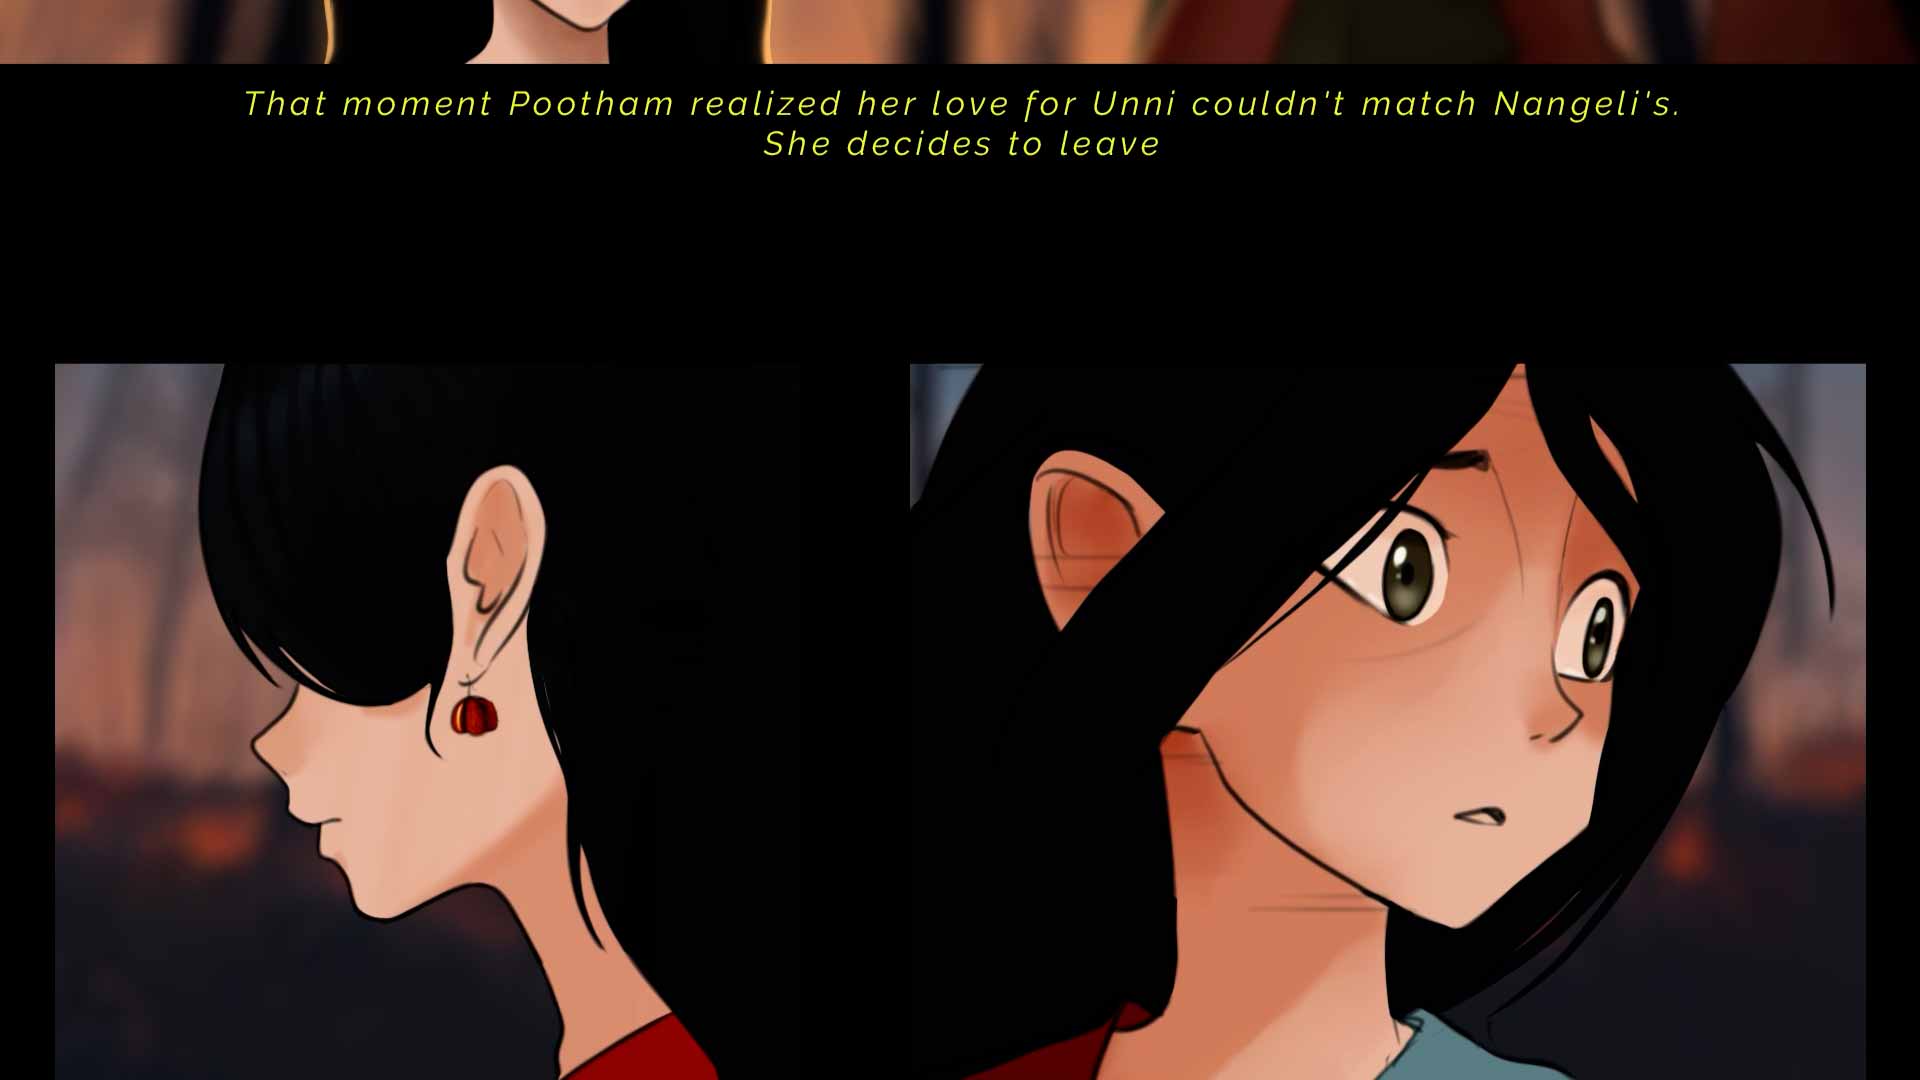 That moment Pootham realized her love for Unni couldn't match Nangeli's.
She decides to leave